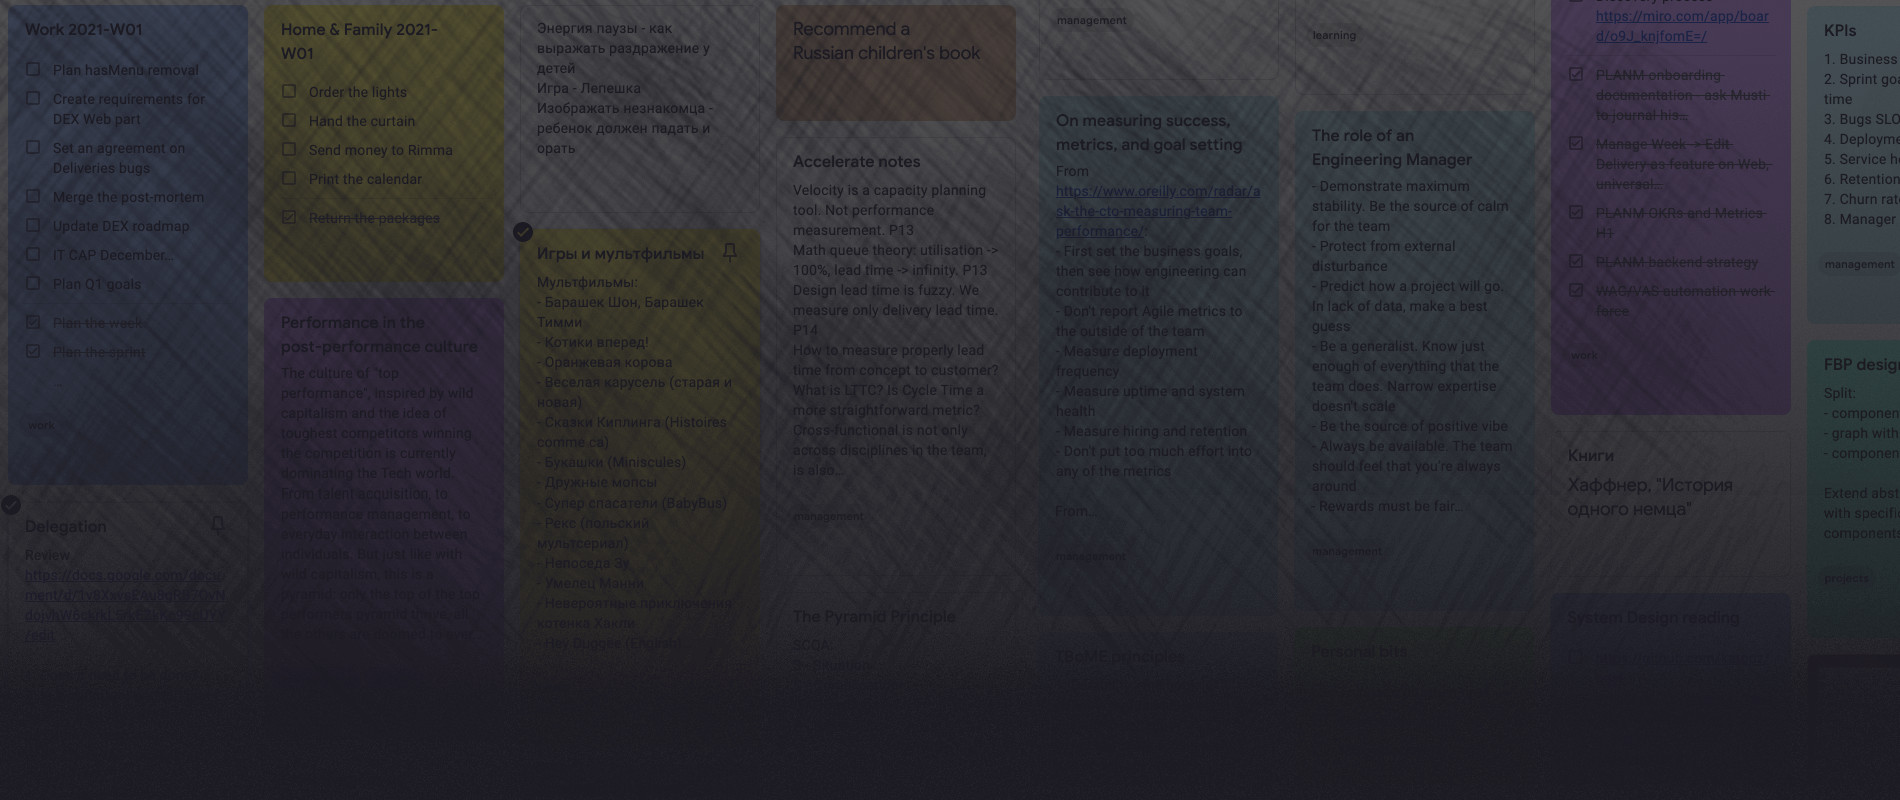 Work 2021-W01
Plan hasMenu removal
Create requirements for
DEX Web part
Set an agreement on
Deliveries bugs
Merge the post-mortem
Update DEX roadmap
IT CAP December...
Plan Q1 goals
Plan the week
Plan the sprint
work
Delegation
Review
/edit
Home & Family 2021-
W01
Order the lights
Hand the curtain
Send money to Rimma
Print the calendar
Return the packages
Performance in the
post-performance culture
The culture of "top
performance", inspired by wild
capitalism and the idea of
toughest competitors winning
the competition is currently
dominating the Tech world.
From talent acquisition, to
performance management, to
everyday interaction between
individuals. But just like with
wild capitalism, this is a
pyramid: only the top of the top
Энергия паузы - как
выражать раздражение у
детей
Игра - Лепешка
Изображать незнакомца -
ребенок должен падать и
орать
Игры и мультфильмы
Мультфильмы:
- Барашек Шон, Барашек
Тимми
- Котики вперед!
- Оранжевая корова
- Веселая карусель (старая и
новая)
- Сказки Киплинга (Histoires
comme ca)
- Букашки (Miniscules)
- Дружные мопсы
- Супер спасатели (BabyBus)
- Рекс (польский
мультсериал)
- Непоседа Зу
- Умелец Манни
- Невероятные приключения
котенка Хакли
- Hey Dugges (English)
Recommend a
Russian children's book
Accelerate notes
Velocity is a capacity planning
tool. Not performance
measurement. P13
Math queue theory: utilisation ->
100%, lead time -> infinity. P13
Design lead time is fuzzy. We
measure only delivery lead time.
P14
How to measure properly lead
time from concept to customer?
What is LTTC? Is Cycle Time a
more straightforward metric?
Cross-functional is not only
across disciplines in the team,
is also...
management
The Pyramid Principle
SCQA:
management
On measuring success,
metrics, and goal setting
From
https://www.oreilly.com/radar/a
sk-the-cto-measuring-team-
performance/:
- First set the business goals,
then see how engineering can
contribute to it
- Don't report Agile metrics to
the outside of the team
- Measure deployment
frequency
- Measure uptime and system
health
- Measure hiring and retention
- Don't put too much effort into
any of the metrics
From...
management
TBoME principles
learning
The role of an
Engineering Manager
- Demonstrate maximum
stability. Be the source of calm
for the team
- Protect from external
disturbance
- Predict how a project will go.
In lack of data, make a best
guess
- Be a generalist. Know just
enough of everything that the
team does. Narrow expertise
doesn't scale
- Be the source of positive vibe
- Always be available. The team
should feel that you're always
around
- Rewards must be fair...
management
Personal bits
https://miro.com/app/boar
d/o9J_knjfomE=/
PLANM onboarding
documentation - ask Musti
to journal his...
Manage Week -> Edit
Delivery as feature on Web,
universal...
PLANM OKRs and Metrica
H1
PLANM backend strategy
WAG/VAS automation work
force
work
Книги
Хаффнер, "История
одного немца"
System Design reading
KPIs
1. Business
2. Sprint goa
time
3. Bugs SLO
4. Deployme
5. Service he
6. Retention
7. Churn rate
8. Manager
management
FBP design
Split:
- component
- graph with
- component
Extend abst
with specific
components
projects